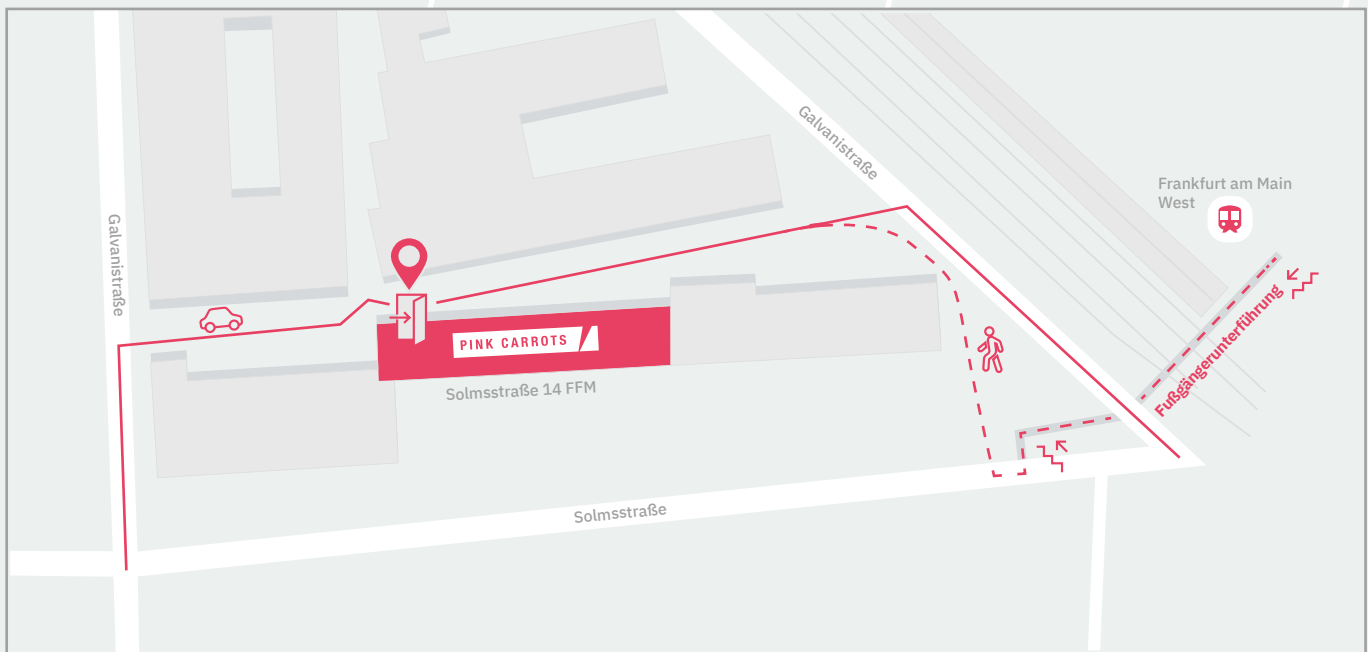 Galvanistraße
Frankfurt am Main
West
Galvanistraße
Fußgängerunterführung
PINK CARROTS
Solmsstraße 14 FFM
Solmsstraße